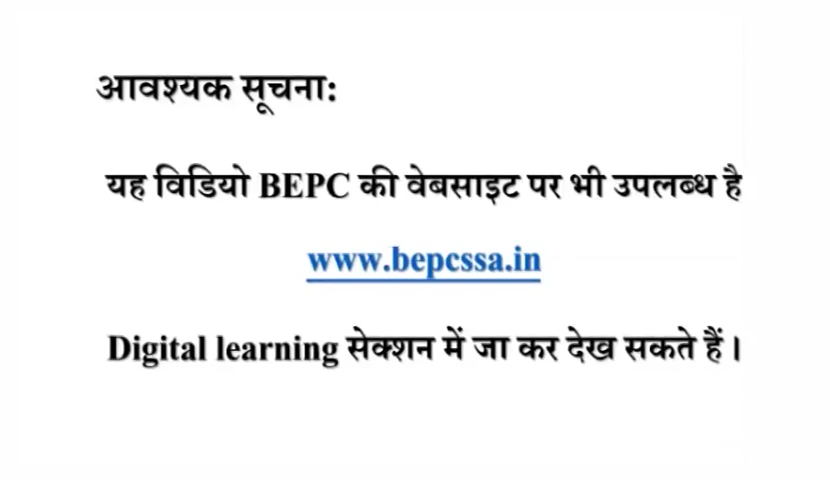 आवश्यक सूचना:
यह विडियो BEPC की वेबसाइट पर भी उपलब्ध है
www.bepcssa.in
Digital learning सेक्शन में जा कर देख सकते हैं।